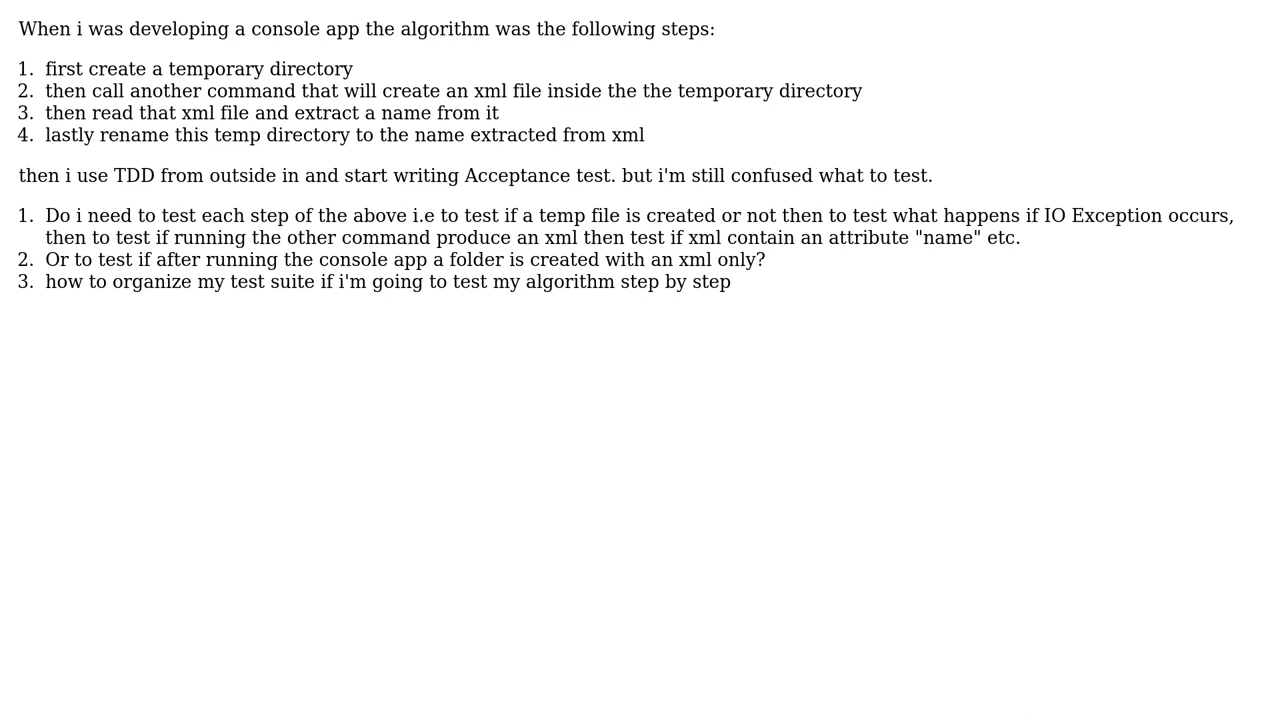 When i was developing a console app the algorithm was the following steps:
1. first create a temporary directory
2. then call another command that will create an xml file inside the the temporary directory
3. then read that xml file and extract a name from it
4. lastly rename this temp directory to the name extracted from xml
then i use TDD from outside in and start writing Acceptance test. but i'm still confused what to test.
1. Do i need to test each step of the above i.e to test if a temp file is created or not then to test what happens if IO Exception occurs,
then to test if running the other command produce an xml then test if xml contain an attribute "name" etc.
2. Or to test if after running the console app a folder is created with an xml only?
3. how to organize my test suite if i'm going to test my algorithm step by step